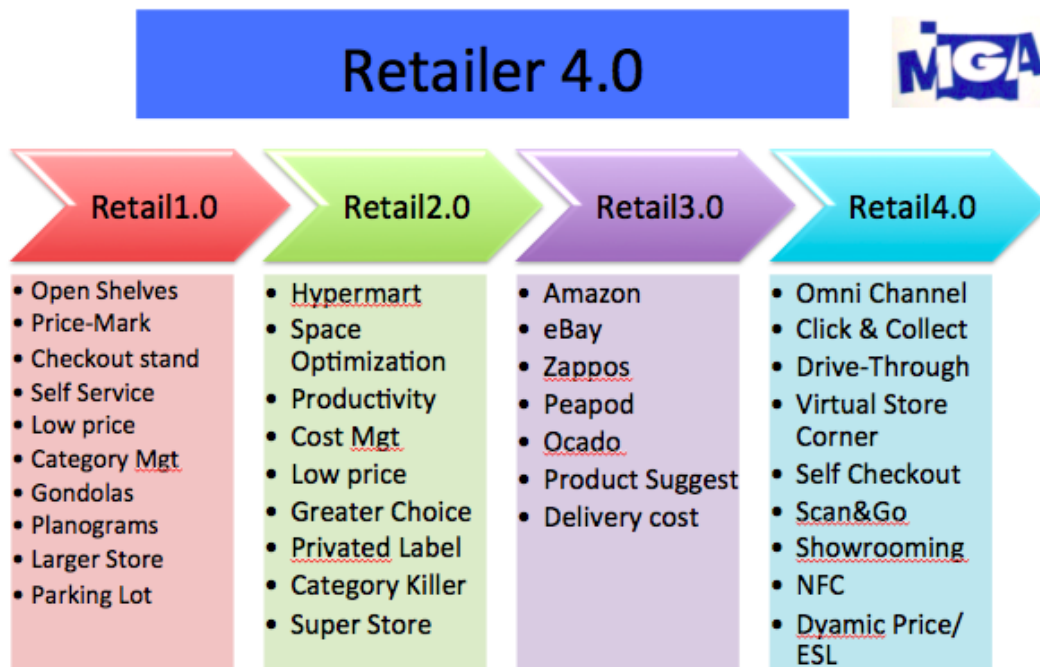 Retailer 4.0
MGA
Retail1.0
• Open Shelves
• Price-Mark
• Checkout stand
• Self Service
• Low price
• Category Mgt
• Gondolas
• Planograms
• Larger Store
• Parking Lot
Retail2.0
• Hypermart
• Space
Optimization
• Productivity
• Cost Mgt
• Low price
• Greater Choice
• Privated Label
• Category Killer
• Super Store
Retail3.0
• Amazon
• eBay
• Zappos
• Peapod
• Ocado
• Product Suggest
• Delivery cost
Retail4.0
• Omni Channel
• Click & Collect
• Drive-Through
• Virtual Store
Corner
• Self Checkout
• Scan&Go
• Showrooming
• NFC
• Dyamic Price/
ESL